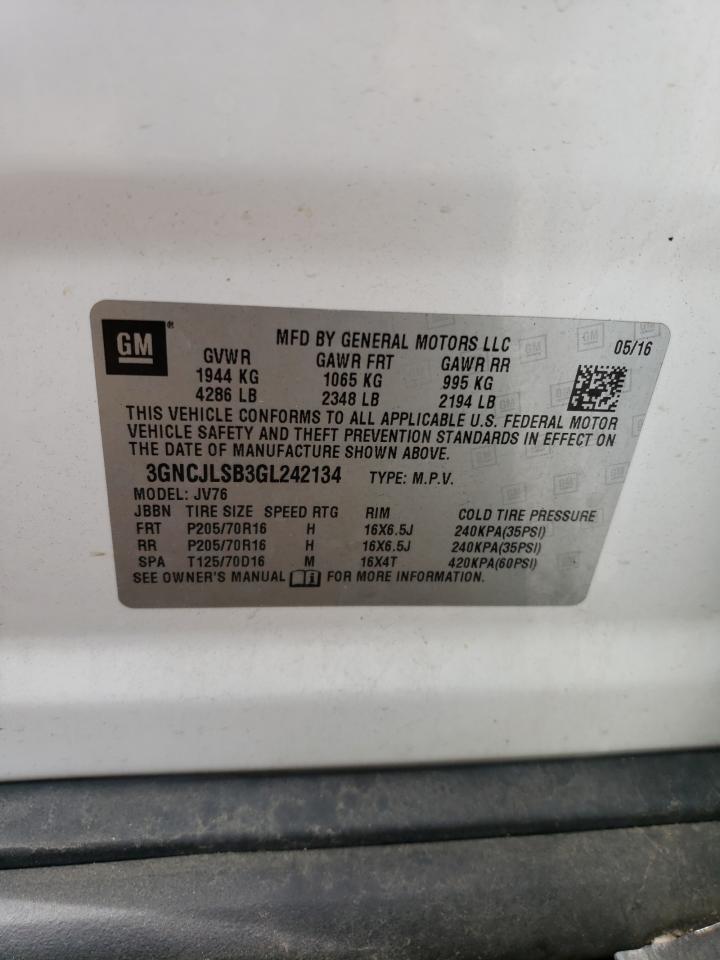 GM ®
MFD BY GENERAL MOTORS LLC 05/16
GVWR GAWR FRT GAWR RR
1944 KG 1065 KG 995 KG
4286 LB 2348 LB 2194 LB
THIS VEHICLE CONFORMS TO ALL APPLICABLE U.S. FEDERAL MOTOR
VEHICLE SAFETY AND THEFT PREVENTION STANDARDS IN EFFECT ON
THE DATE OF MANUFACTURE SHOWN ABOVE.
3GNCJLSB3GL242134 TYPE: M.P.V.
MODEL: JV76
JBBN TIRE SIZE SPEED RTG RIM COLD TIRE PRESSURE
FRT P205/70R16 H 16X6.5J 240KPA(35PSI)
RR P205/70R16 H 16X6.5J 240KPA(35PSI)
SPA T125/70D16 M 16X4T 420KPA(60PSI)
SEE OWNER'S MANUAL FOR MORE INFORMATION.